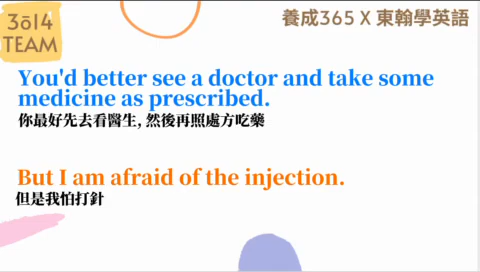 3ō14
TEAM
養成365 X 東翰學英語
You'd better see a doctor and take some
medicine as prescribed.
你最好先去看醫生, 然後再照處方吃藥
But I am afraid of the injection.
但是我怕打針